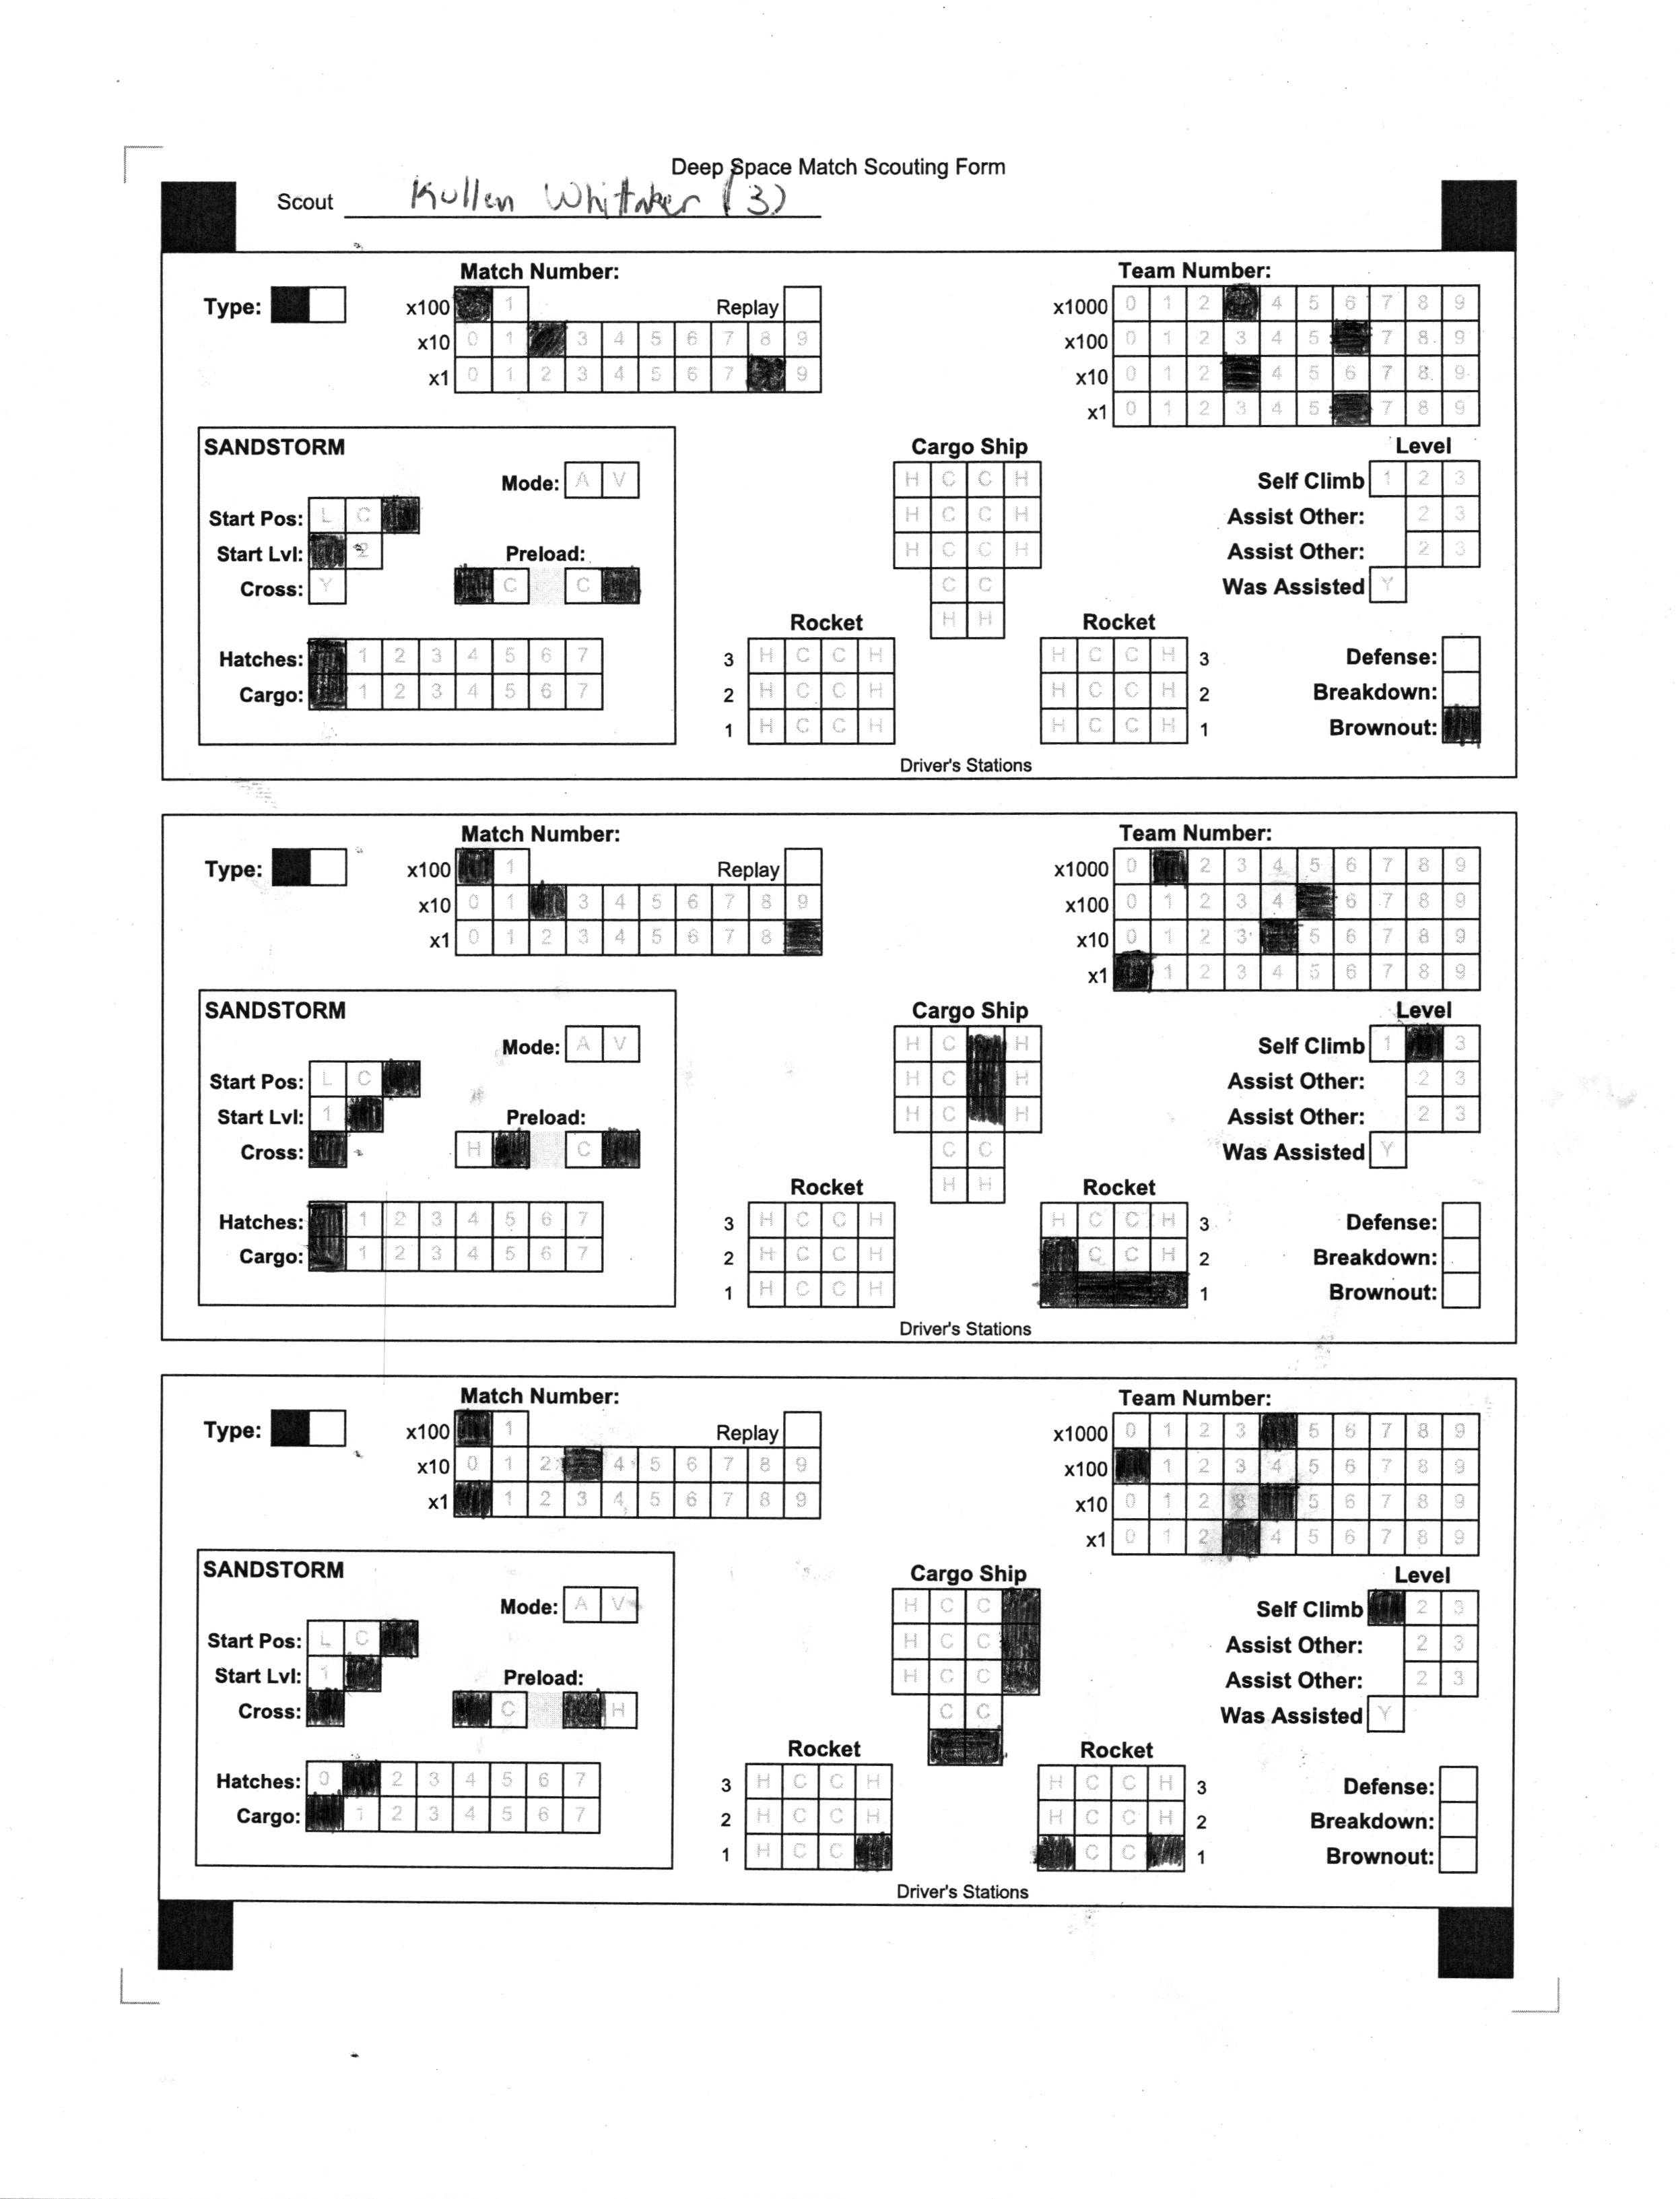 Deep Space Match Scouting Form
Scout Kullen Whittaker (3)
Match Number: Team Number:
Type: x100 1 Replay x1000 0 1 2 4 5 6 7 8 9
x10 0 1 3 4 5 6 7 8 9 x100 0 1 2 3 4 5 7 8 9
x1 0 1 2 3 4 5 6 7 9 x10 0 1 2 4 5 6 7 8 9
x1 0 1 2 3 4 5 7 8 9
SANDSTORM Cargo Ship Level
Mode: A V H C C H Self Climb 1 2 3
Start Pos: L C H C C H Assist Other: 2 3
Start Lvl: 2 Preload: H C C H Assist Other: 2 3
Cross: Y C C C C Was Assisted Y
H H
Rocket Rocket
Hatches: 1 2 3 4 5 6 7 3 H C C H H C C H 3 Defense:
Cargo: 1 2 3 4 5 6 7 2 H C C H H C C H 2 Breakdown:
1 H C C H H C C H 1 Brownout:
Driver's Stations
Match Number: Team Number:
Type: x100 1 Replay x1000 0 2 3 4 5 6 7 8 9
x10 0 1 3 4 5 6 7 8 9 x100 0 1 2 3 4 6 7 8 9
x1 0 1 2 3 4 5 6 7 8 x10 0 1 2 3 5 6 7 8 9
x1 1 2 3 4 5 6 7 8 9
SANDSTORM Cargo Ship Level
Mode: A V H C H Self Climb 1 3
Start Pos: L C H C H Assist Other: 2 3
Start Lvl: 1 Preload: H C H Assist Other: 2 3
Cross: H C C C Was Assisted Y
H H
Rocket Rocket
Hatches: 1 2 3 4 5 6 7 3 H C C H H C C H 3 Defense:
Cargo: 1 2 3 4 5 6 7 2 H C C H C C H 2 Breakdown:
1 H C C H 1 Brownout:
Driver's Stations
Match Number: Team Number:
Type: x100 1 Replay x1000 0 1 2 3 5 6 7 8 9
x10 0 1 2 4 5 6 7 8 9 x100 1 2 3 4 5 6 7 8 9
x1 1 2 3 4 5 6 7 8 9 x10 0 1 2 3 5 6 7 8 9
x1 0 1 2 4 5 6 7 8 9
SANDSTORM Cargo Ship Level
Mode: A V H C C Self Climb 2 3
Start Pos: L C H C C Assist Other: 2 3
Start Lvl: 1 Preload: H C C Assist Other: 2 3
Cross: C H C C Was Assisted Y
Rocket Rocket
Hatches: 0 2 3 4 5 6 7 3 H C C H H C C H 3 Defense:
Cargo: 1 2 3 4 5 6 7 2 H C C H H C C H 2 Breakdown:
1 H C C C C 1 Brownout:
Driver's Stations